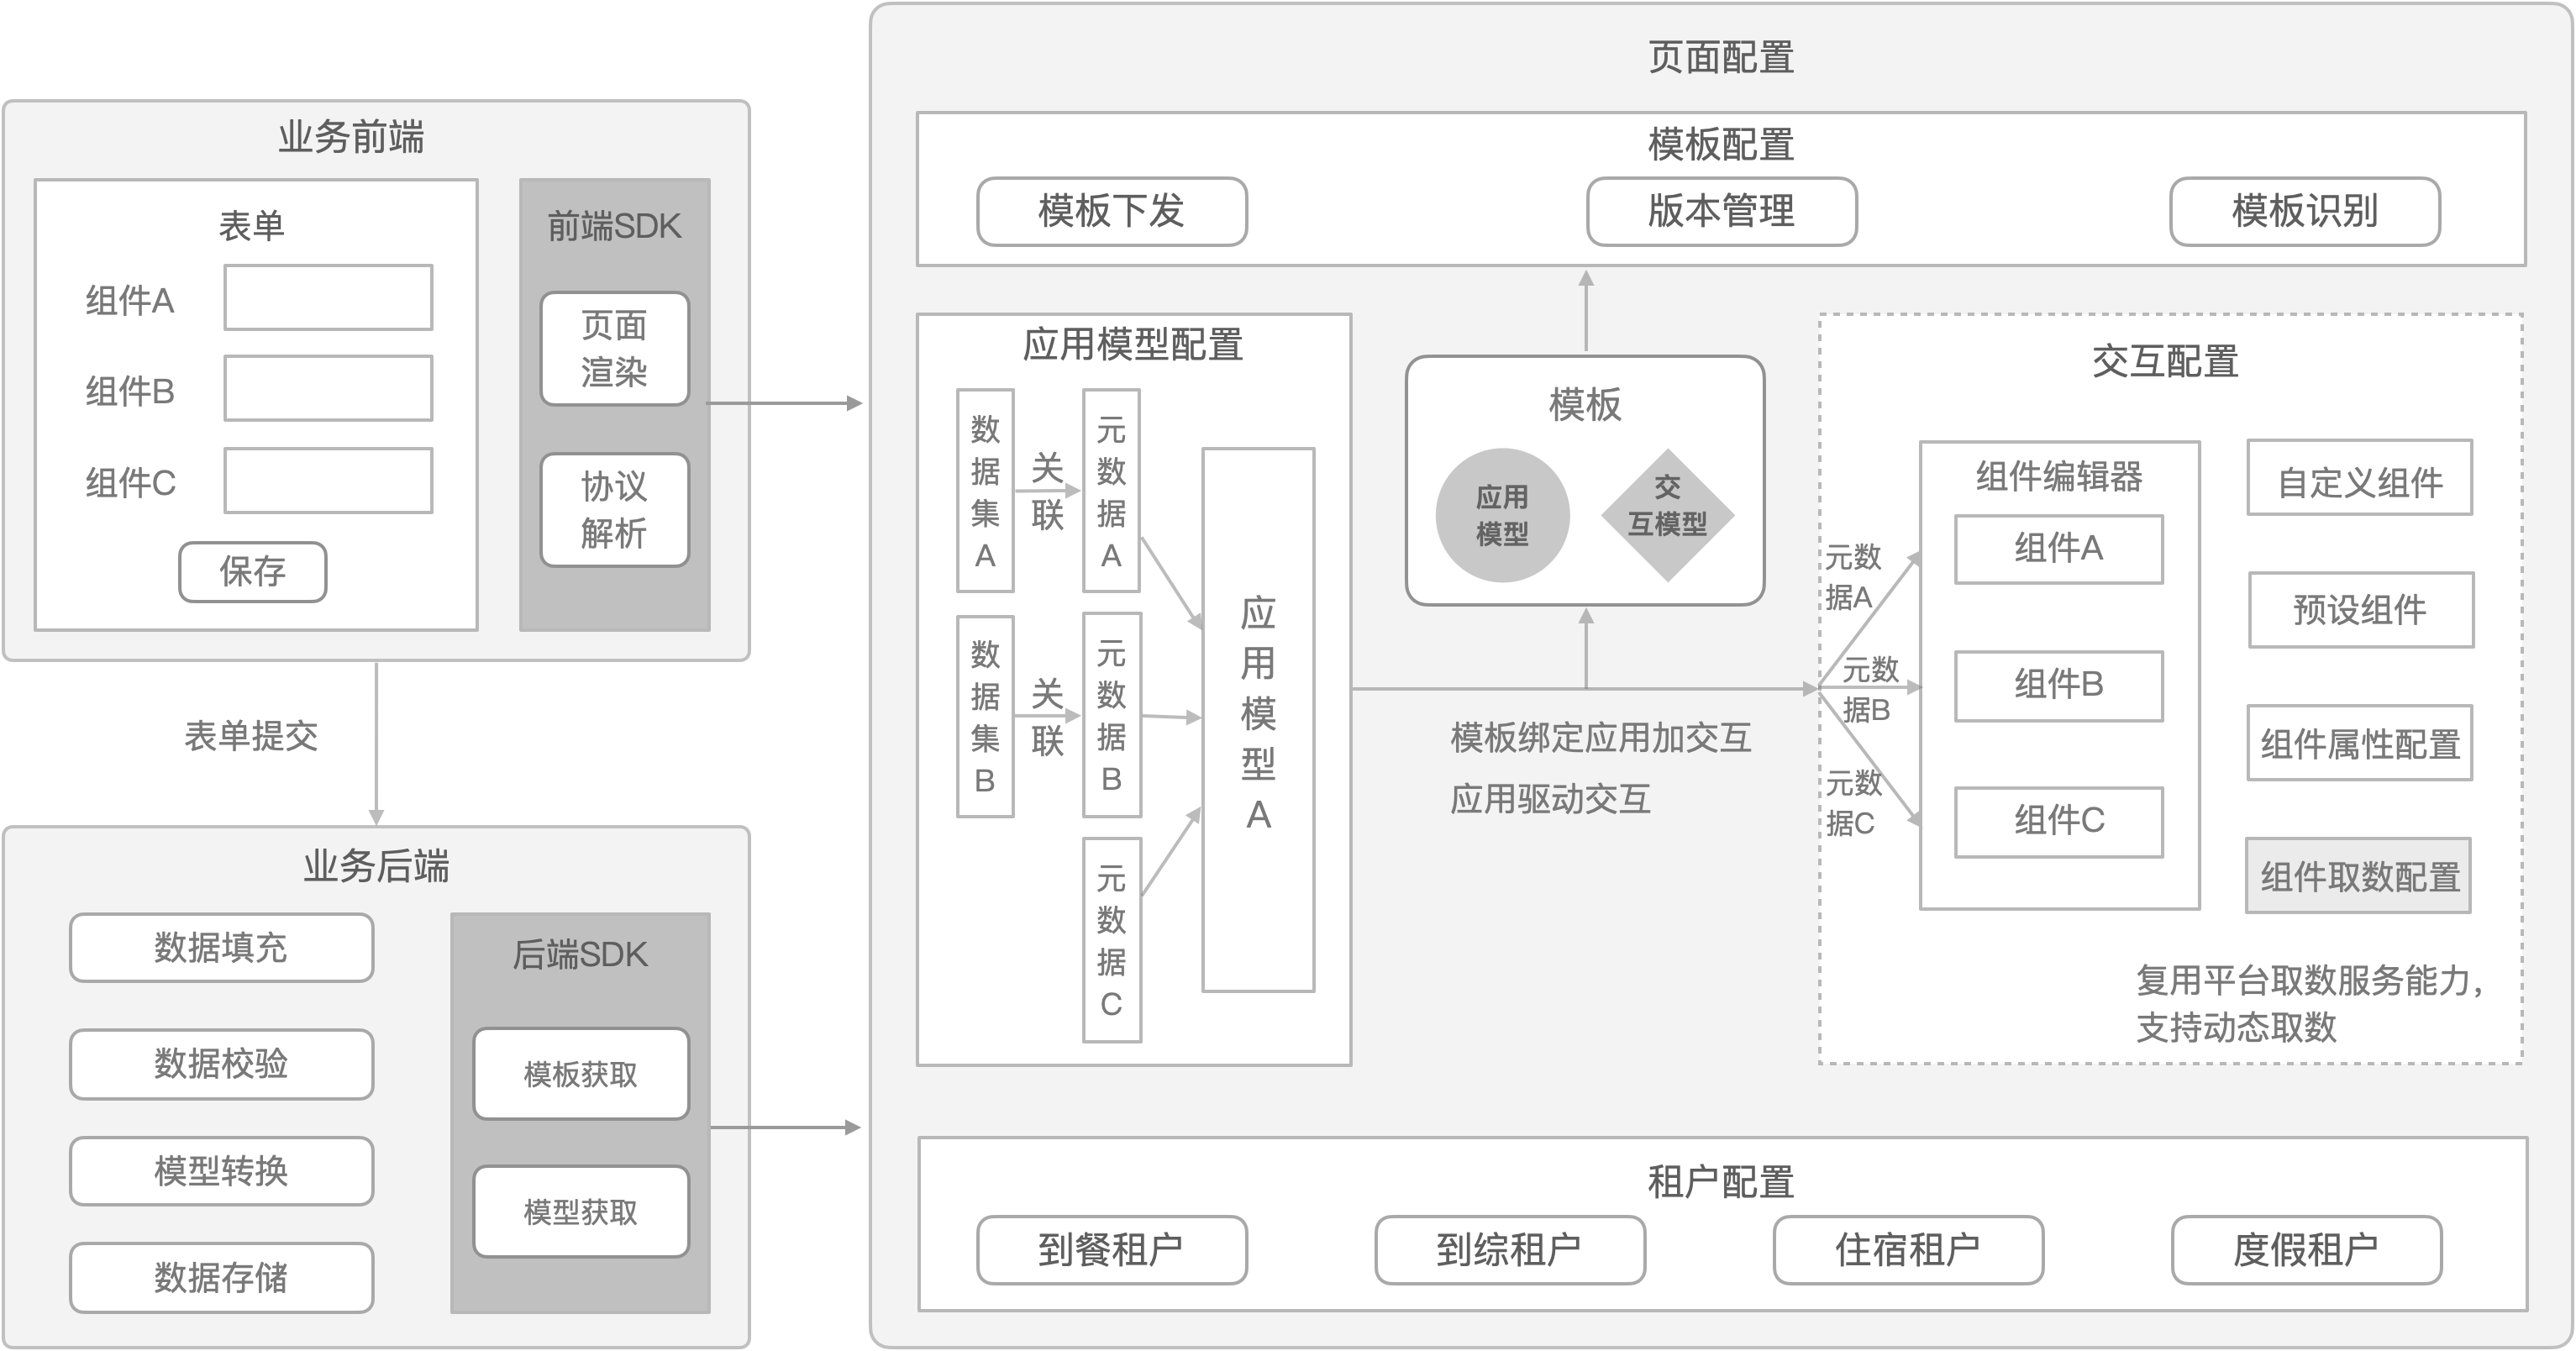 业务前端
表单
组件A
组件B
组件C
保存
前端SDK
页面
渲染
协议
解析
表单提交
业务后端
数据填充
数据校验
模型转换
数据存储
后端SDK
模板获取
模型获取
页面配置
模板配置
模板下发
版本管理
模板识别
应用模型配置
数据集A
关联
元数据A
数据集B
关联
元数据B
元数据C
应用模型A
模板
应用
模型
交
互模型
模板绑定应用加交互
应用驱动交互
交互配置
元数
据A
元数
据B
元数
据C
组件编辑器
组件A
组件B
组件C
自定义组件
预设组件
组件属性配置
组件取数配置
复用平台取数服务能力，
支持动态取数
租户配置
到餐租户
到综租户
住宿租户
度假租户